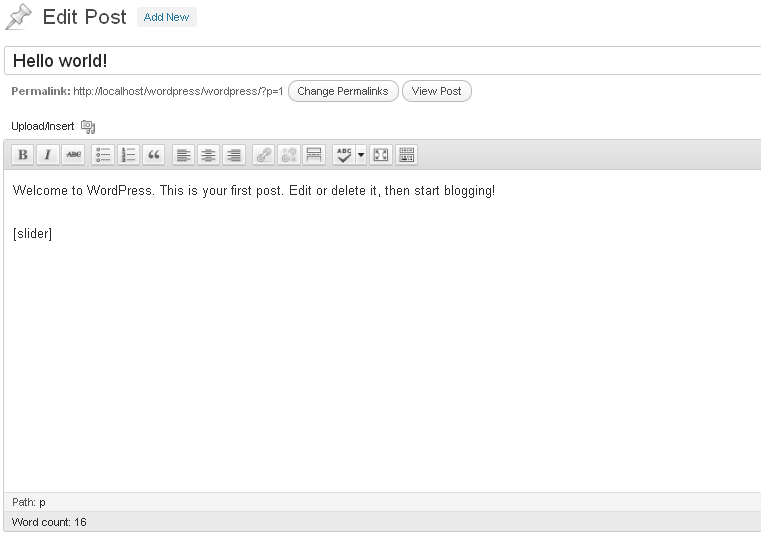 Edit Post Add New
Hello world!
Permalink: http://localhost/wordpress/wordpress/?p=1 Change Permalinks View Post
Upload/Insert
B I ABC ABC
Welcome to WordPress. This is your first post. Edit or delete it, then start blogging!
[slider]
Path: p
Word count: 16